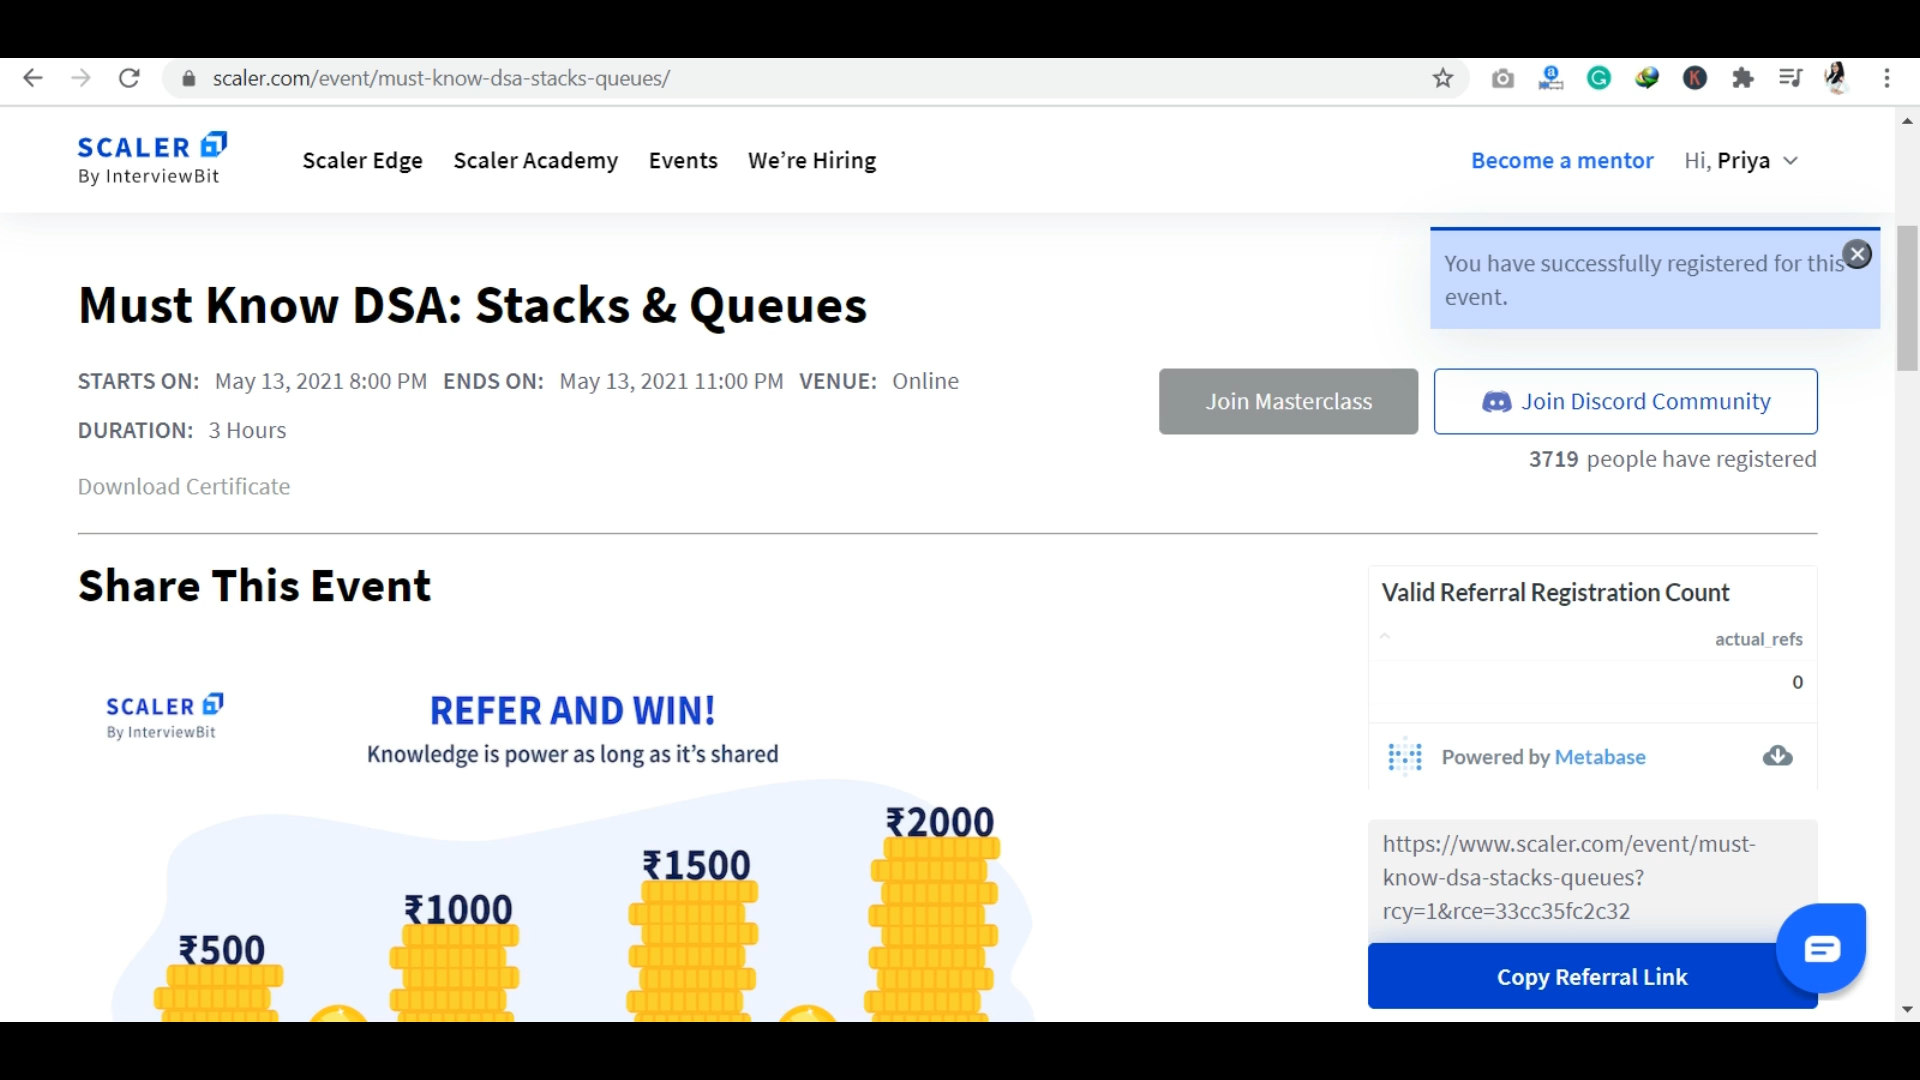 scaler.com/event/must-know-dsa-stacks-queues/
SCALER
By InterviewBit
Scaler Edge Scaler Academy Events We’re Hiring
Become a mentor Hi, Priya
You have successfully registered for this
event.
Must Know DSA: Stacks & Queues
STARTS ON: May 13, 2021 8:00 PM ENDS ON: May 13, 2021 11:00 PM VENUE: Online
DURATION: 3 Hours
Download Certificate
Join Masterclass
Join Discord Community
3719 people have registered
Share This Event
SCALER
By InterviewBit
REFER AND WIN!
Knowledge is power as long as it’s shared
₹500
₹1000
₹1500
₹2000
Valid Referral Registration Count
actual_refs
0
Powered by Metabase
https://www.scaler.com/event/must-
know-dsa-stacks-queues?
rcy=1&rce=33cc35fc2c32
Copy Referral Link